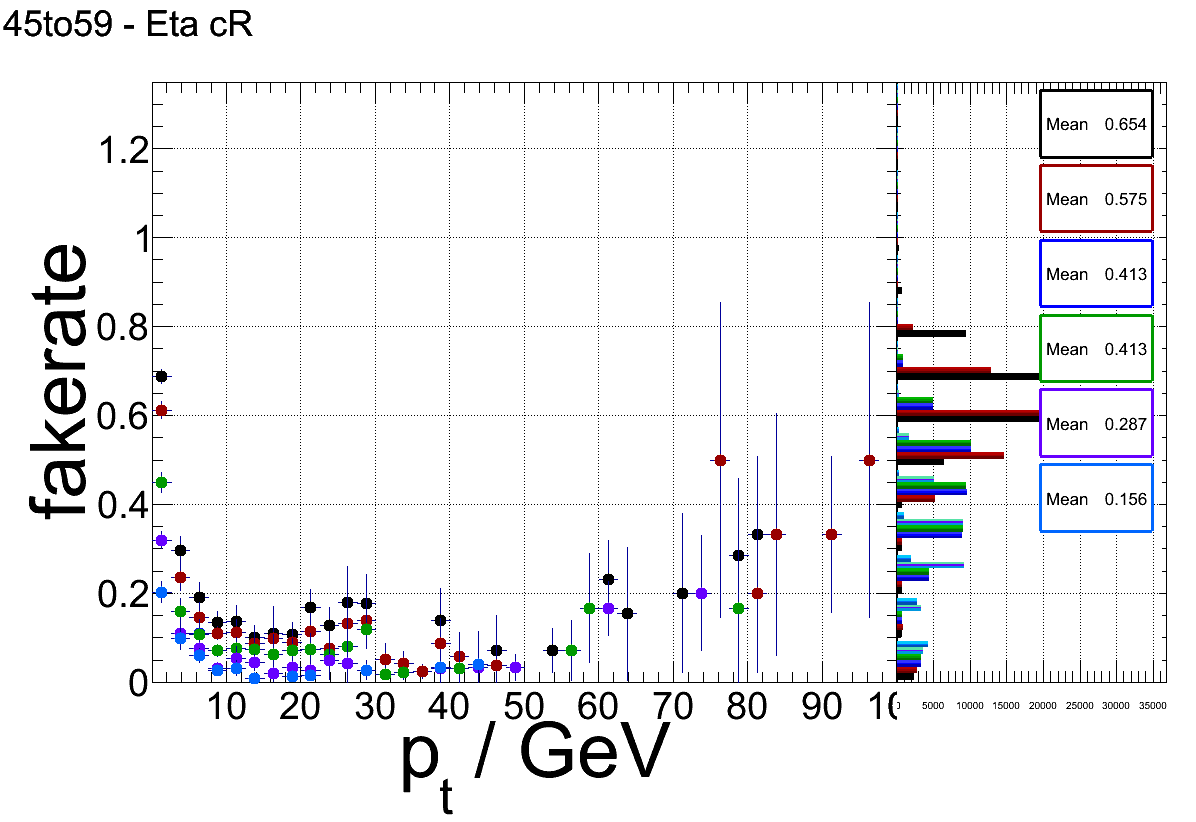 45to59 - Eta cR
fakerate
1.2
1
0.8
0.6
0.4
0.2
0
10 20 30 40 50 60 70 80 90
p_t / GeV
Mean 0.654
Mean 0.575
Mean 0.413
Mean 0.413
Mean 0.287
Mean 0.156
5000 10000 15000 20000 25000 30000 35000